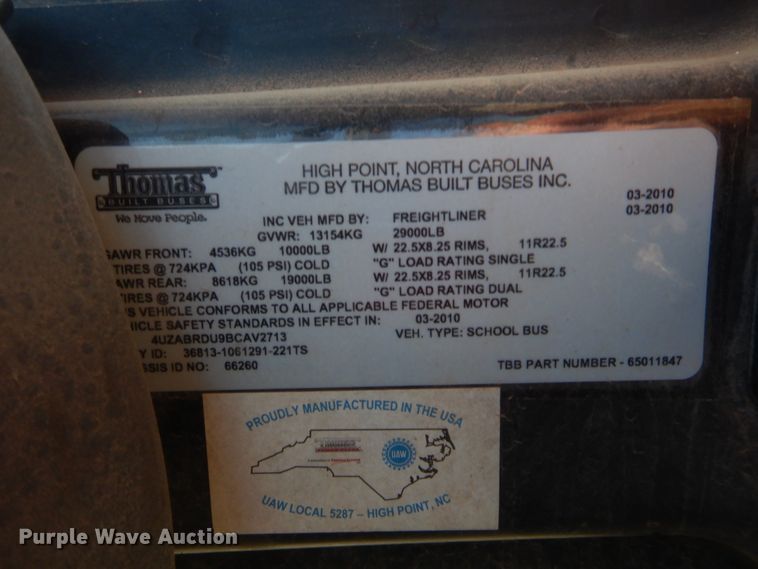 Thomas
BUILT BUSES
We Have People.
HIGH POINT, NORTH CAROLINA
MFD BY THOMAS BUILT BUSES INC.
03-2010
03-2010
INC VEH MFD BY: FREIGHTLINER
GVWR: 13154KG 29000LB
GAWR FRONT: 4536KG 10000LB W/ 22.5X8.25 RIMS, 11R22.5
TIRES @ 724KPA (105 PSI) COLD "G" LOAD RATING SINGLE
AWR REAR: 8618KG 19000LB W/ 22.5X8.25 RIMS, 11R22.5
IRES @ 724KPA (105 PSI) COLD "G" LOAD RATING DUAL
S VEHICLE CONFORMS TO ALL APPLICABLE FEDERAL MOTOR
HICLE SAFETY STANDARDS IN EFFECT IN: 03-2010
4UZABRDU9BCAV2713 VEH. TYPE: SCHOOL BUS
Y ID: 36813-1061291-221TS
SSIS ID NO: 66260 TBB PART NUMBER - 65011847
PROUDLY MANUFACTURED IN THE USA
UAW
UAW LOCAL 5287 – HIGH POINT, NC
Purple Wave Auction